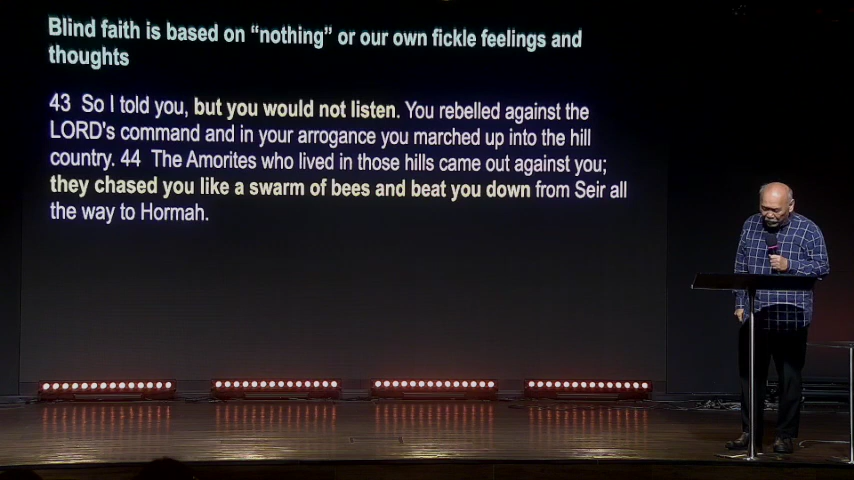 Blind faith is based on “nothing” or our own fickle feelings and
thoughts
43 So I told you, but you would not listen. You rebelled against the
LORD's command and in your arrogance you marched up into the hill
country. 44 The Amorites who lived in those hills came out against you;
they chased you like a swarm of bees and beat you down from Seir all
the way to Hormah.